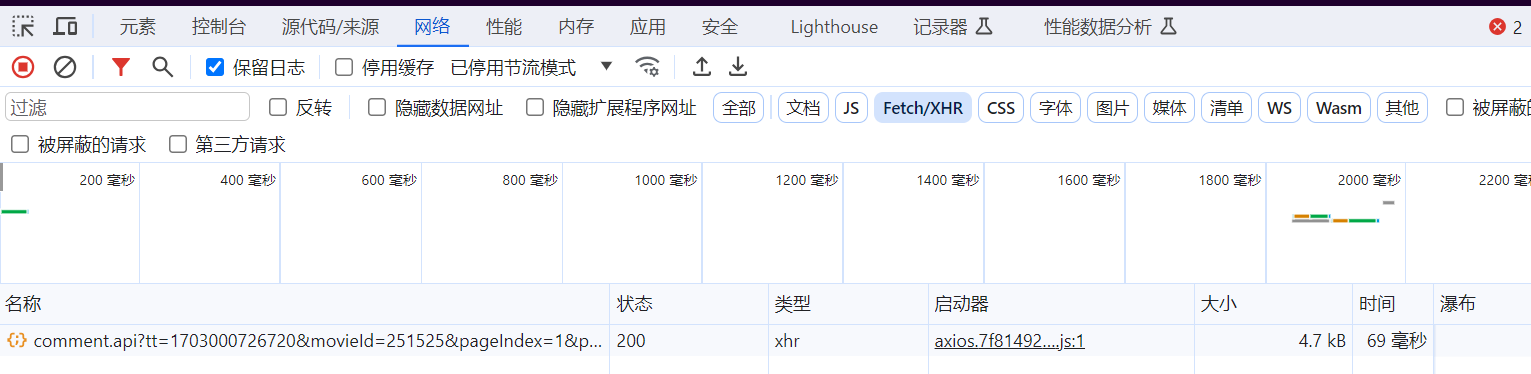 元素 控制台 源代码/来源 网络 性能 内存 应用 安全 Lighthouse 记录器 性能数据分析 2
保留日志 停用缓存 已停用节流模式
过滤 反转 隐藏数据网址 隐藏扩展程序网址 全部 文档 JS Fetch/XHR CSS 字体 图片 媒体 清单 WS Wasm 其他 被屏蔽的
被屏蔽的请求 第三方请求
200 毫秒 400 毫秒 600 毫秒 800 毫秒 1000 毫秒 1200 毫秒 1400 毫秒 1600 毫秒 1800 毫秒 2000 毫秒 2200 毫秒
名称 状态 类型 启动器 大小 时间 瀑布
comment.api?tt=1703000726720&movieId=251525&pageIndex=1&p... 200 xhr axios.7f81492....js:1 4.7 kB 69 毫秒